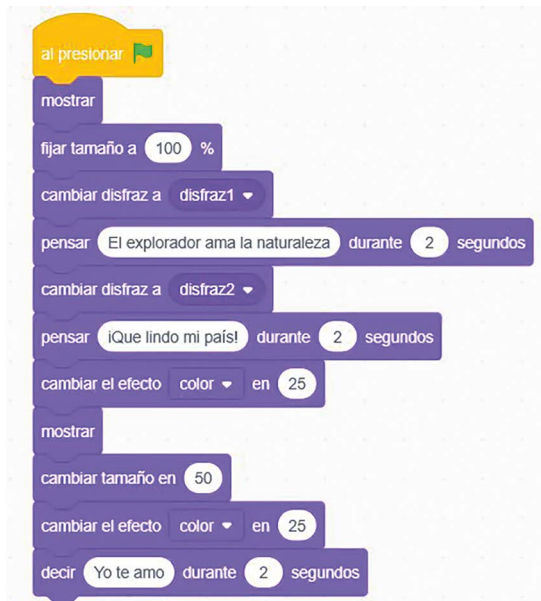 al presionar
mostrar
fijar tamaño a 100 %
cambiar disfraz a disfraz1
pensar El explorador ama la naturaleza durante 2 segundos
cambiar disfraz a disfraz2
pensar ¡Que lindo mi país! durante 2 segundos
cambiar el efecto color en 25
mostrar
cambiar tamaño en 50
cambiar el efecto color en 25
decir Yo te amo durante 2 segundos